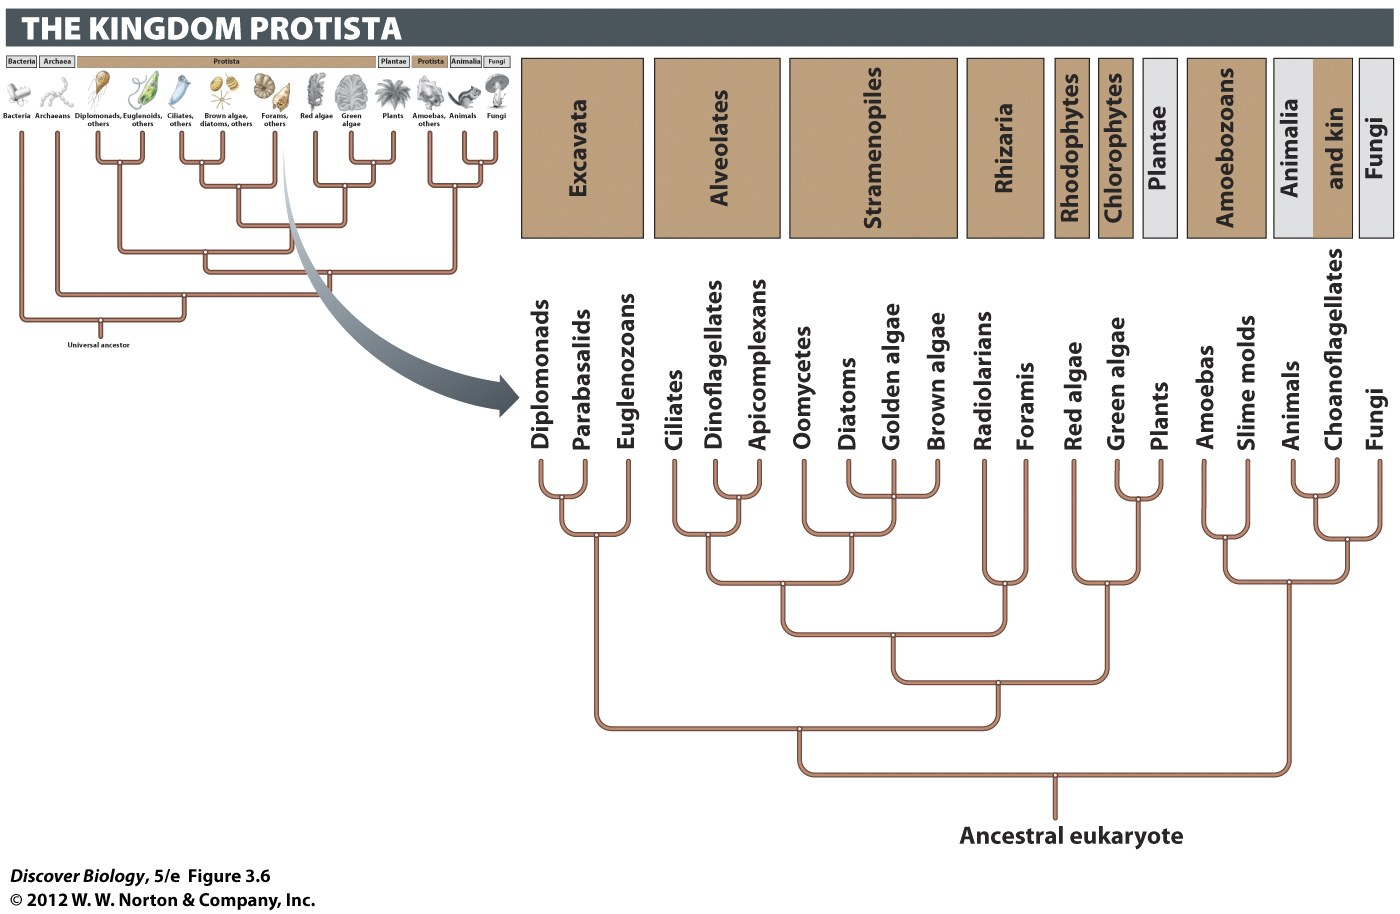 THE KINGDOM PROTISTA
Bacteria Archaea Protista Plantae Protista Animalia Fungi
Bacteria Archaeans Diplomonads, others Euglenoids, others Ciliates, others Brown algae, diatoms, others Forams, others Red algae Green algae Plants Amoebas, others Animals Fungi
Universal ancestor
Excavata
Alveolates
Stramenopiles
Rhizaria
Rhodophytes
Chlorophytes
Plantae
Amoebozoans
Animalia
and kin
Fungi
Diplomonads
Parabasalids
Euglenozoans
Ciliates
Dinoflagellates
Apicomplexans
Oomycetes
Diatoms
Golden algae
Brown algae
Radiolarians
Foramis
Red algae
Green algae
Plants
Amoebas
Slime molds
Animals
Choanoflagellates
Fungi
Ancestral eukaryote
Discover Biology, 5/e Figure 3.6
© 2012 W. W. Norton & Company, Inc.